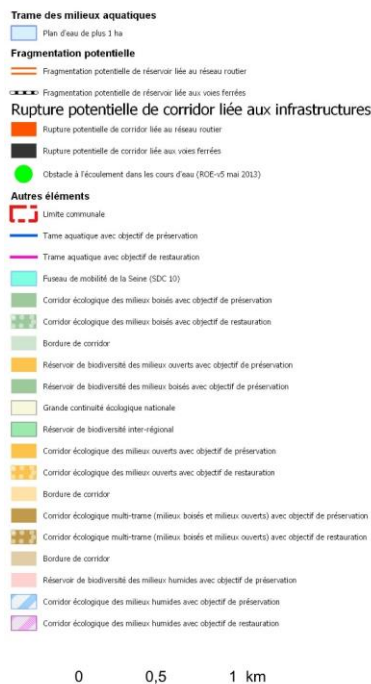 Trame des milieux aquatiques
Plan d'eau de plus 1 ha
Fragmentation potentielle
Fragmentation potentielle de réservoir liée au réseau routier
Fragmentation potentielle de réservoir liée aux voies ferrées
Rupture potentielle de corridor liée aux infrastructures
Rupture potentielle de corridor liée au réseau routier
Rupture potentielle de corridor liée aux voies ferrées
Obstacle à l'écoulement dans les cours d'eau (ROE-v5 mai 2013)
Autres éléments
Limite communale
Tame aquatique avec objectif de préservation
Trame aquatique avec objectif de restauration
Fuseau de mobilité de la Seine (SDC 10)
Corridor écologique des milieux boisés avec objectif de préservation
Corridor écologique des milieux boisés avec objectif de restauration
Bordure de corridor
Réservoir de biodiversité des milieux ouverts avec objectif de préservation
Réservoir de biodiversité des milieux boisés avec objectif de préservation
Grande continuité écologique nationale
Réservoir de biodiversité inter-régional
Corridor écologique des milieux ouverts avec objectif de préservation
Corridor écologique des milieux ouverts avec objectif de restauration
Bordure de corridor
Corridor écologique multi-trame (milieux boisés et milieux ouverts) avec objectif de préservation
Corridor écologique multi-trame (milieux boisés et milieux ouverts) avec objectif de restauration
Bordure de corridor
Réservoir de biodiversité des milieux humides avec objectif de préservation
Corridor écologique des milieux humides avec objectif de préservation
Corridor écologique des milieux humides avec objectif de restauration
0 0,5 1 km